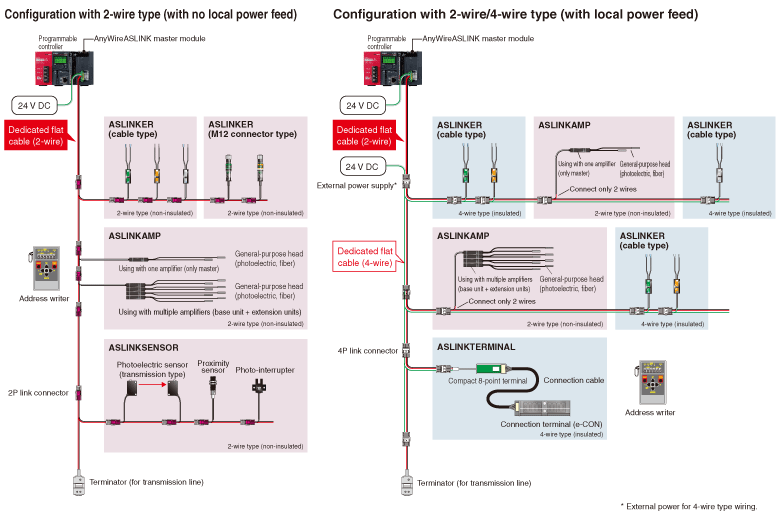 Configuration with 2-wire type (with no local power feed)
Programmable
controller
AnyWireASLINK master module
24 V DC
Dedicated flat
cable (2-wire)
ASLINKER
(cable type)
2-wire type (non-insulated)
ASLINKER
(M12 connector type)
2-wire type (non-insulated)
ASLINKAMP
General-purpose head
(photoelectric, fiber)
Using with one amplifier (only master)
General-purpose head
(photoelectric, fiber)
Using with multiple amplifiers (base unit + extension units)
2-wire type (non-insulated)
Address writer
ASLINKSENSOR
Photoelectric sensor
(transmission type)
Proximity
sensor
Photo-interrupter
2P link connector
2-wire type (non-insulated)
Terminator (for transmission line)
Configuration with 2-wire/4-wire type (with local power feed)
Programmable
controller
AnyWireASLINK master module
24 V DC
Dedicated flat
cable (2-wire)
24 V DC
External power supply*
ASLINKER
(cable type)
4-wire type (insulated)
ASLINKAMP
Using with one amplifier
(only master)
General-purpose head
(photoelectric, fiber)
Connect only 2 wires
2-wire type (non-insulated)
ASLINKER
(cable type)
4-wire type (insulated)
Dedicated flat
cable (4-wire)
ASLINKAMP
Using with multiple amplifiers
(base unit + extension units)
General-purpose head
(photoelectric, fiber)
Connect only 2 wires
2-wire type (non-insulated)
ASLINKER
(cable type)
4-wire type (insulated)
4P link connector
ASLINKTERMINAL
Compact 8-point terminal
Connection cable
Connection terminal (e-CON)
4-wire type (insulated)
Address writer
Terminator (for transmission line)
* External power for 4-wire type wiring.